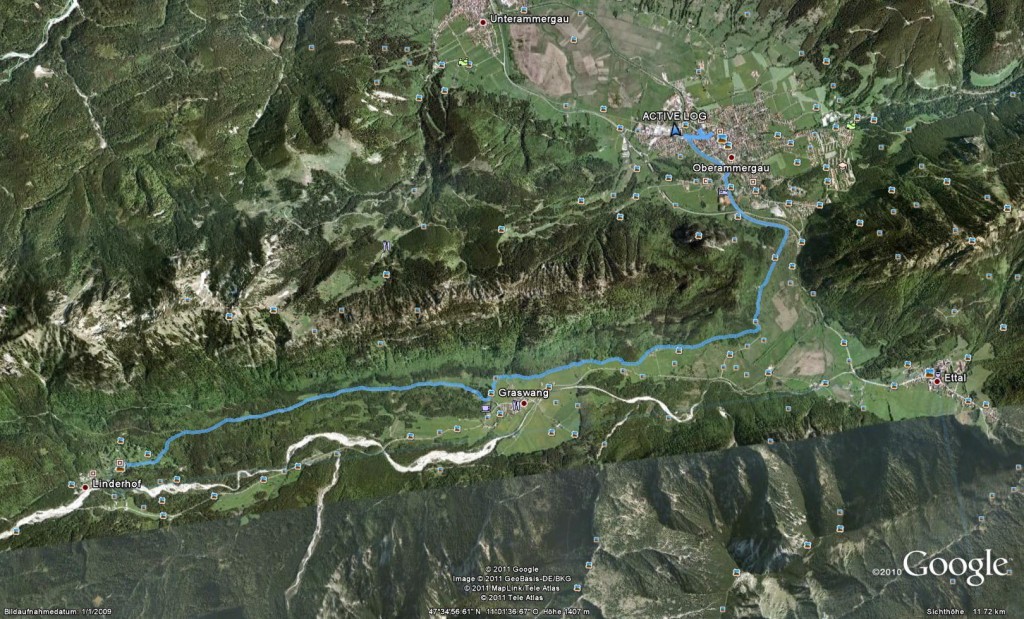 Unterammergau
ACTIVE LOG
Oberammergau
Ettal
Graswang
Linderhof
© 2011 Google
Image © 2011 GeoBasis-DE/BKG
© 2011 MapLink/Tele Atlas
© 2011 Tele Atlas
©2010 Google
Bildaufnahmedatum: 1/1/2009
47°34'56.61" N 11°01'36.67" O Höhe 1407 m
Sichthöhe 11.72 km